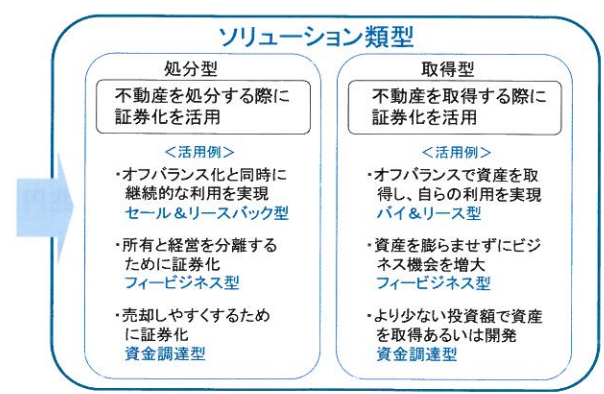 ソリューション類型
処分型
不動産を処分する際に
証券化を活用
＜活用例＞
・オフバランス化と同時に
継続的な利用を実現
セール＆リースバック型
・所有と経営を分離する
ために証券化
フィービジネス型
・売却しやすくするため
に証券化
資金調達型
取得型
不動産を取得する際に
証券化を活用
＜活用例＞
・オフバランスで資産を取
得し、自らの利用を実現
バイ＆リース型
・資産を膨らませずにビジ
ネス機会を増大
フィービジネス型
・より少ない投資額で資産
を取得あるいは開発
資金調達型